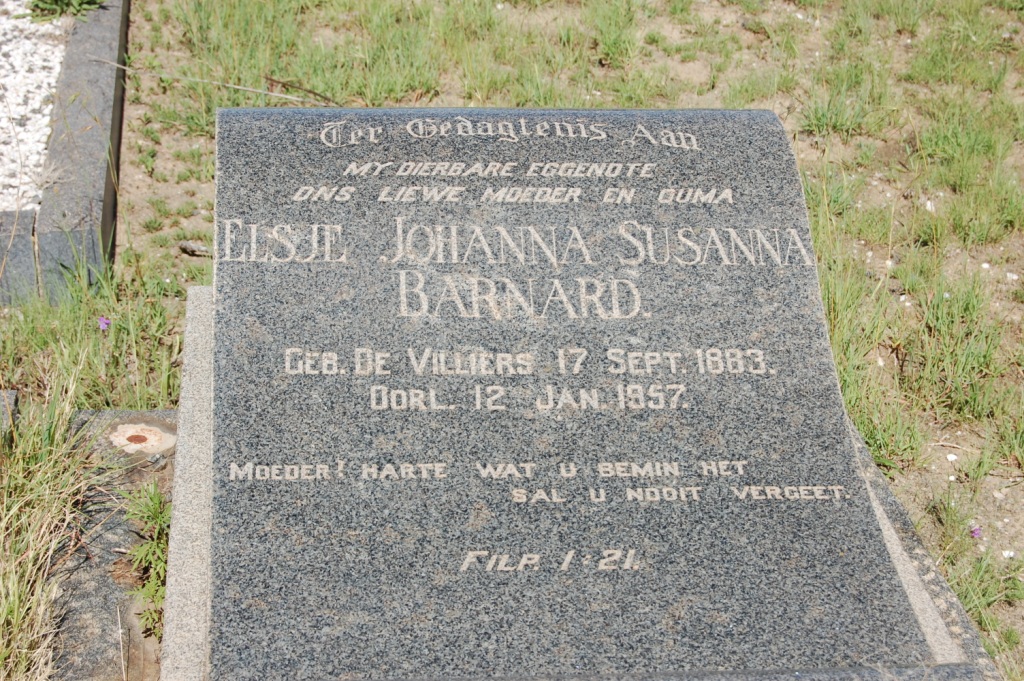 Ter Gedagtenis Aan
MY DIERBARE EGGENOTE
ONS LIEWE MOEDER EN OUMA
ELSJE JOHANNA SUSANNA
BARNARD.
GEB. DE VILLIERS 17 SEPT. 1883.
OORL. 12 JAN. 1957.
MOEDER! HARTE WAT U BEMIN HET
SAL U NOOIT VERGEET.
FILP. 1:21.